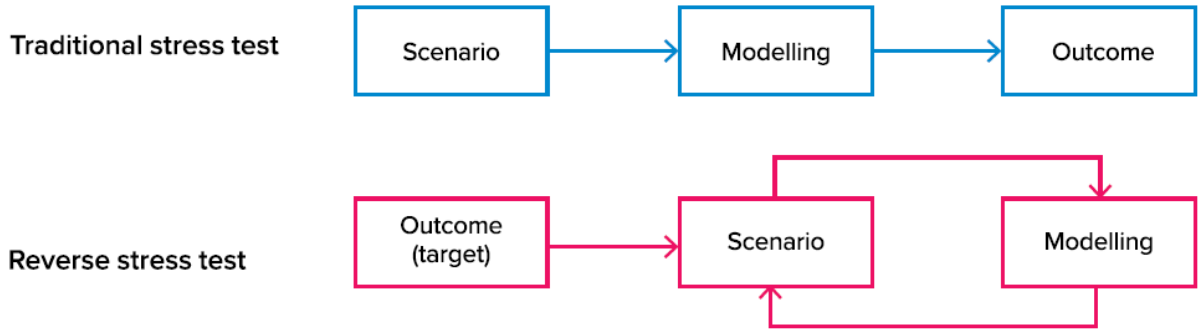 Traditional stress test
Scenario
Modelling
Outcome
Reverse stress test
Outcome
(target)
Scenario
Modelling